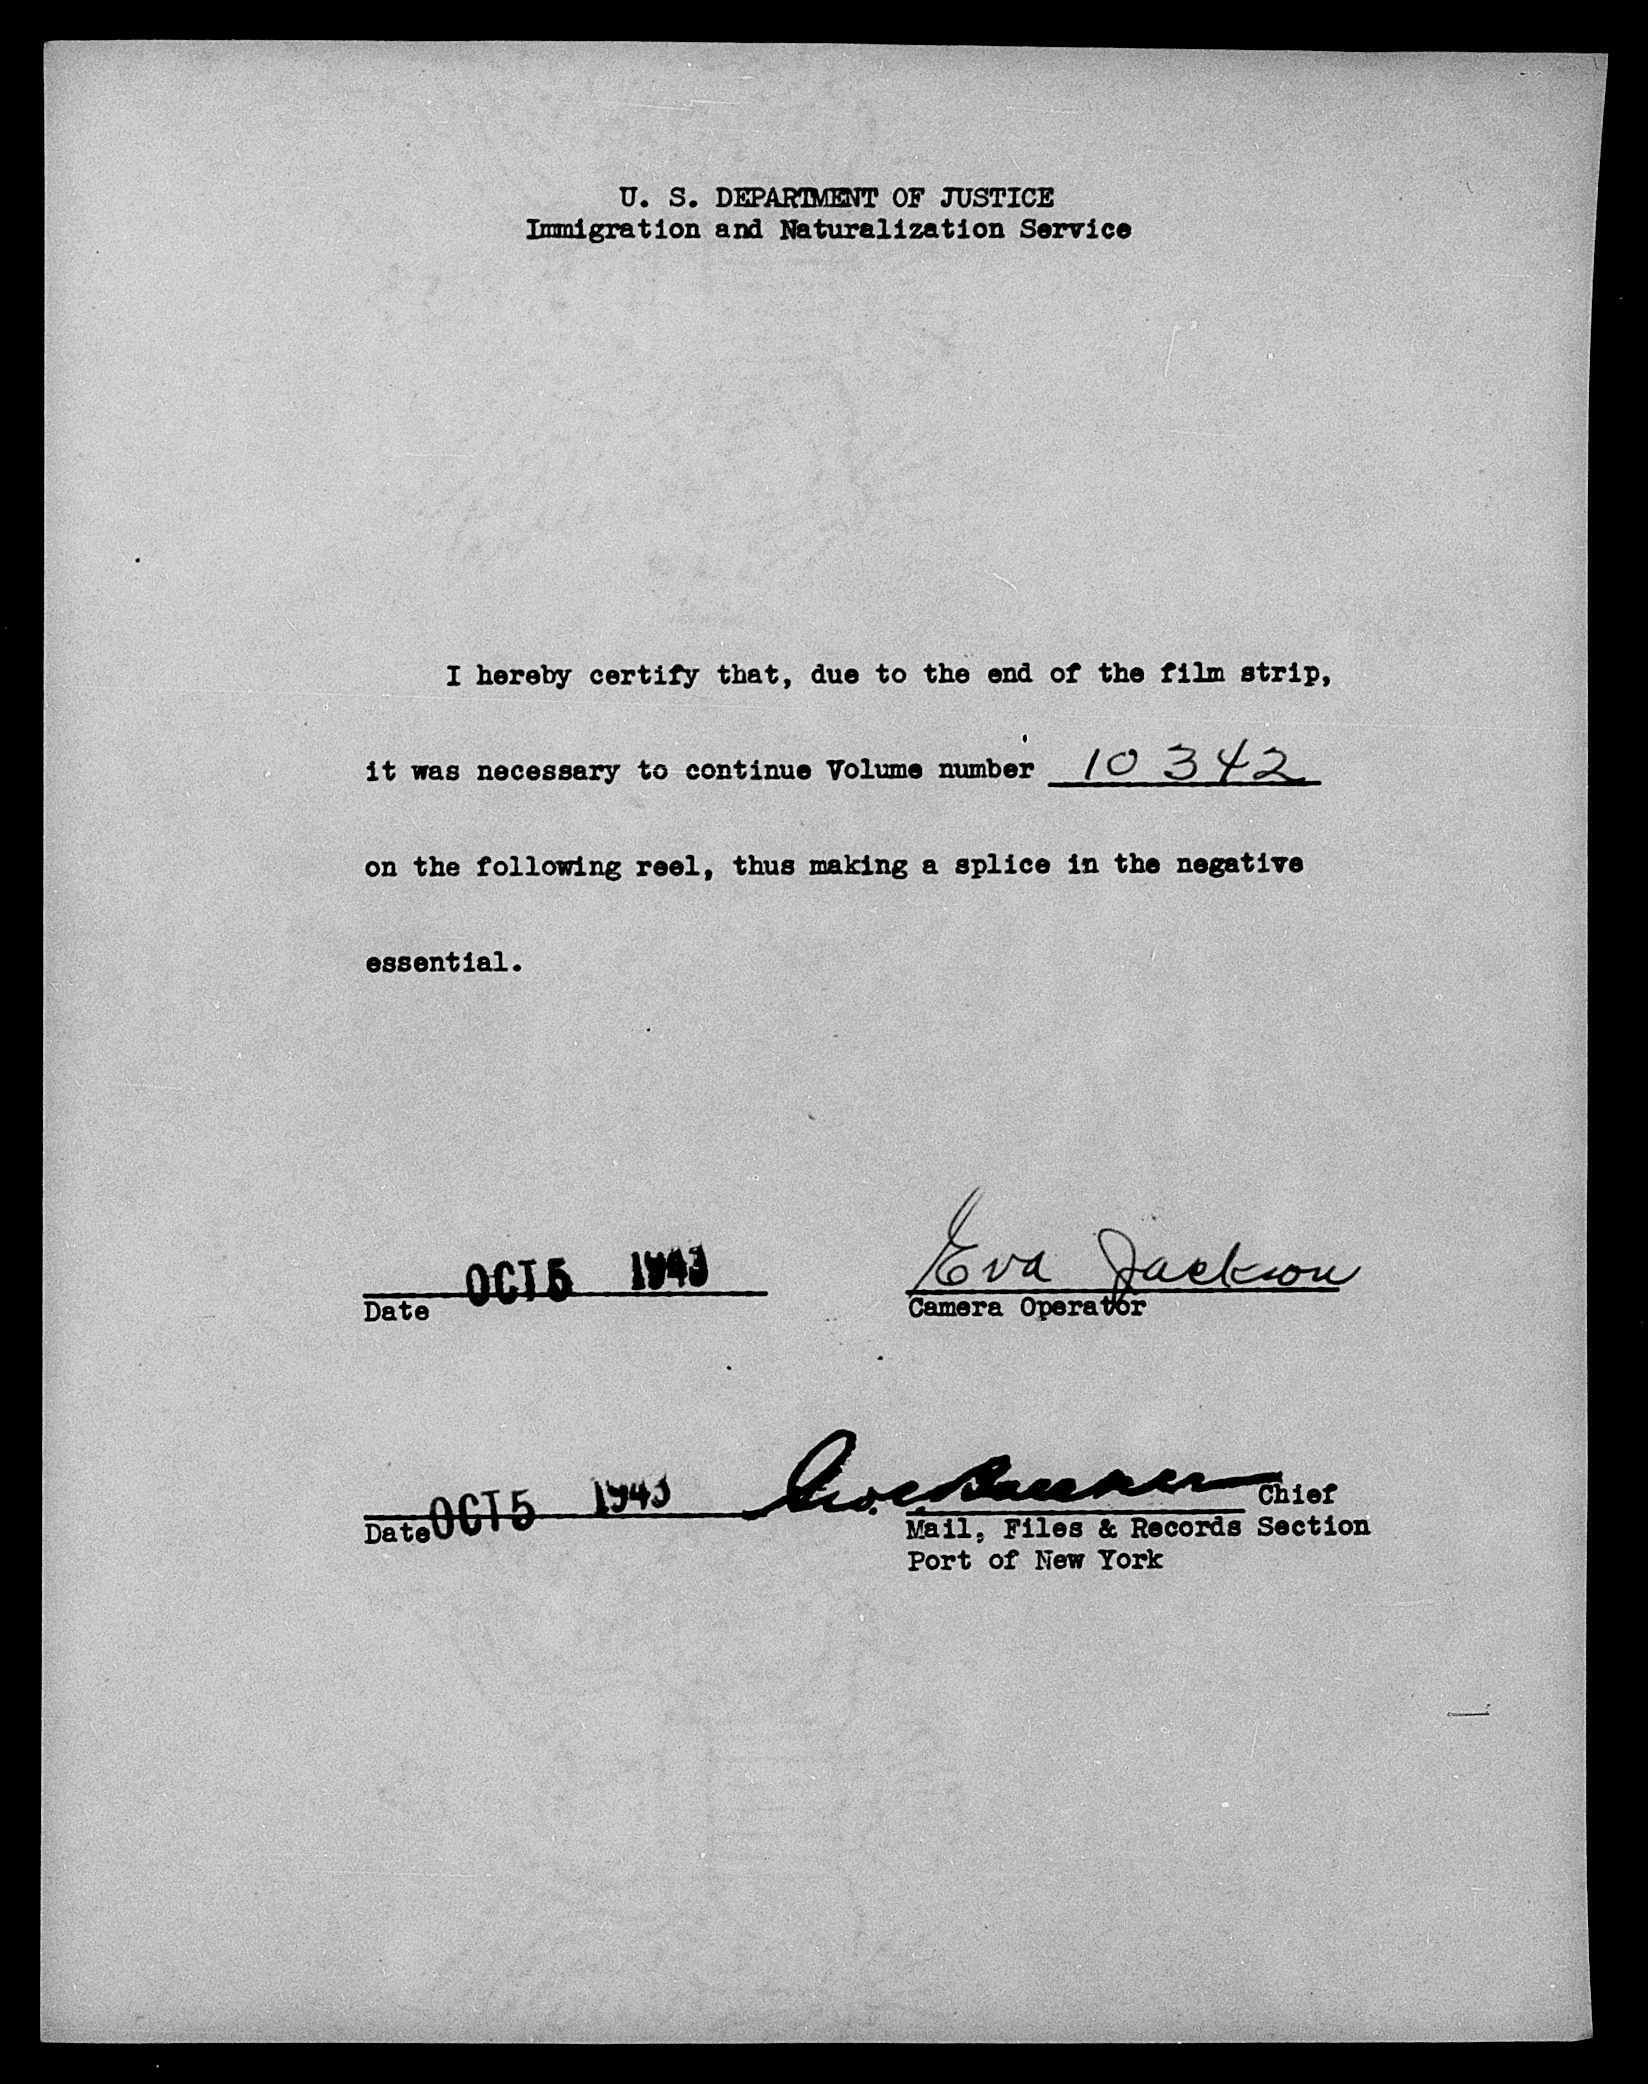 U. S. DEPARTMENT OF JUSTICE
Immigration and Naturalization Service
I hereby certify that, due to the end of the film strip,
it was necessary to continue Volume number 10342
on the following reel, thus making a splice in the negative
essential.
OCT 5 1943 Eva Jackson
Date Camera Operator
OCT 5 1943 Chief
Date Mail, Files & Records Section
Port of New York